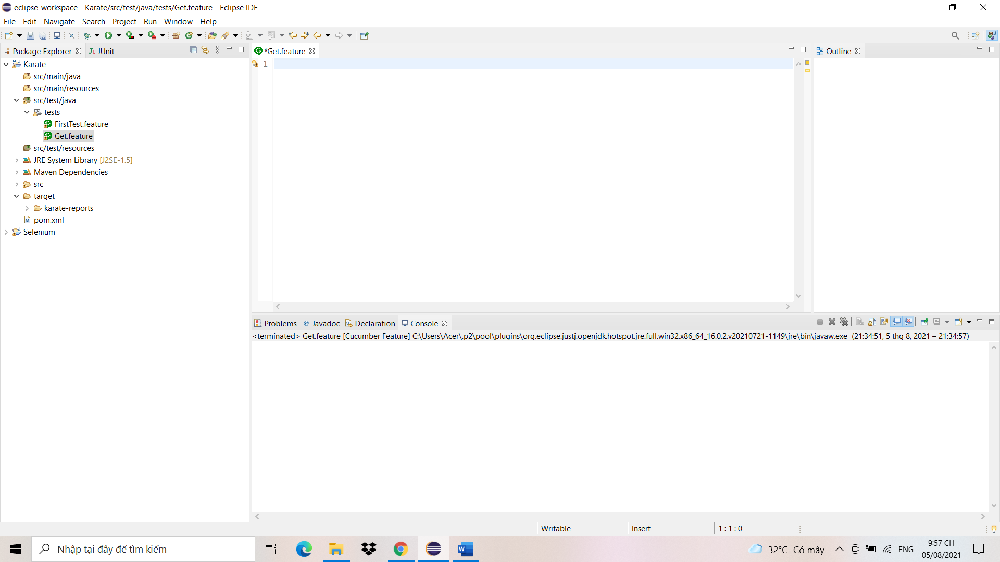 eclipse-workspace - Karate/src/test/java/tests/Get.feature - Eclipse IDE
File Edit Navigate Search Project Run Window Help
Package Explorer JUnit
Karate
src/main/java
src/main/resources
src/test/java
tests
FirstTest.feature
Get.feature
src/test/resources
JRE System Library [J2SE-1.5]
Maven Dependencies
src
target
karate-reports
pom.xml
Selenium
*Get.feature
1
Outline
Problems @ Javadoc Declaration Console
<terminated> Get.feature [Cucumber Feature] C:\Users\Acer\.p2\pool\plugins\org.eclipse.justj.openjdk.hotspot.jre.full.win32.x86_64_16.0.2.v20210721-1149\jre\bin\javaw.exe (21:34:51, 5 thg 8, 2021 – 21:34:57)
Writable Insert 1 : 1 : 0
Nhập tại đây để tìm kiếm
32°C Có mây
ENG
9:57 CH
05/08/2021